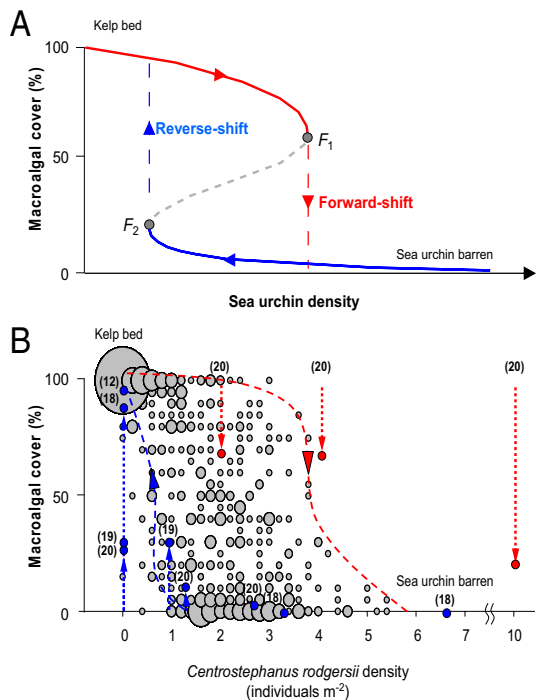 A
Kelp bed
Macroalgal cover (%)
100
50
0
F1
Reverse-shift
Forward-shift
F2
Sea urchin barren
Sea urchin density
Kelp bed
B
Macroalgal cover (%)
100
50
0
(20)
(20)
(20)
(12)
(18)
(19)
(20)
(19)
(20)
(20)
(18)
Sea urchin barren
(18)
0 1 2 3 4 5 6 7 10
Centrostephanus rodgersii density
(individuals m-2)